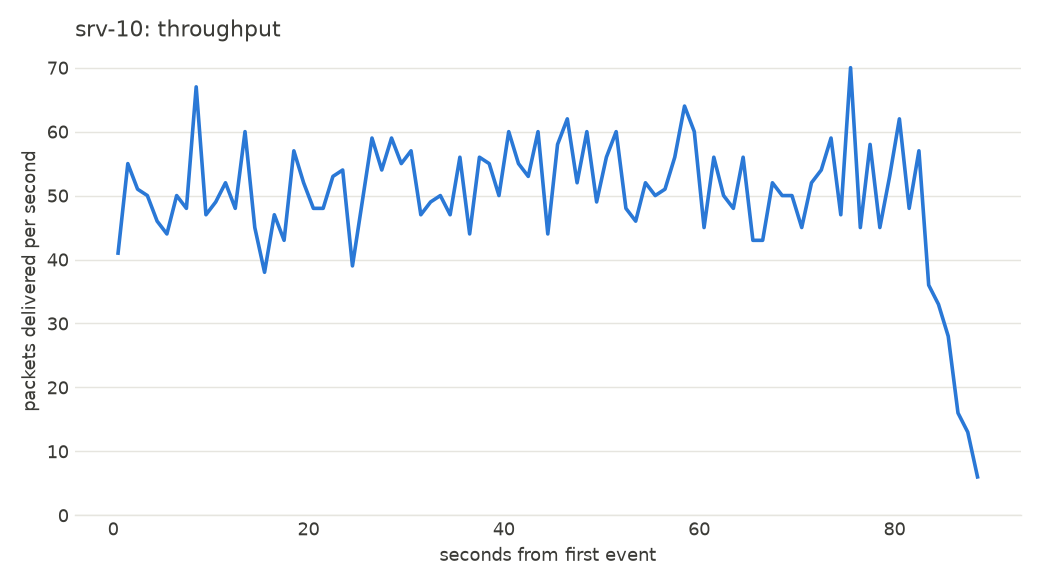 srv-10: throughput
packets delivered per second
70
60
50
40
30
20
10
0
0 20 40 60 80
seconds from first event